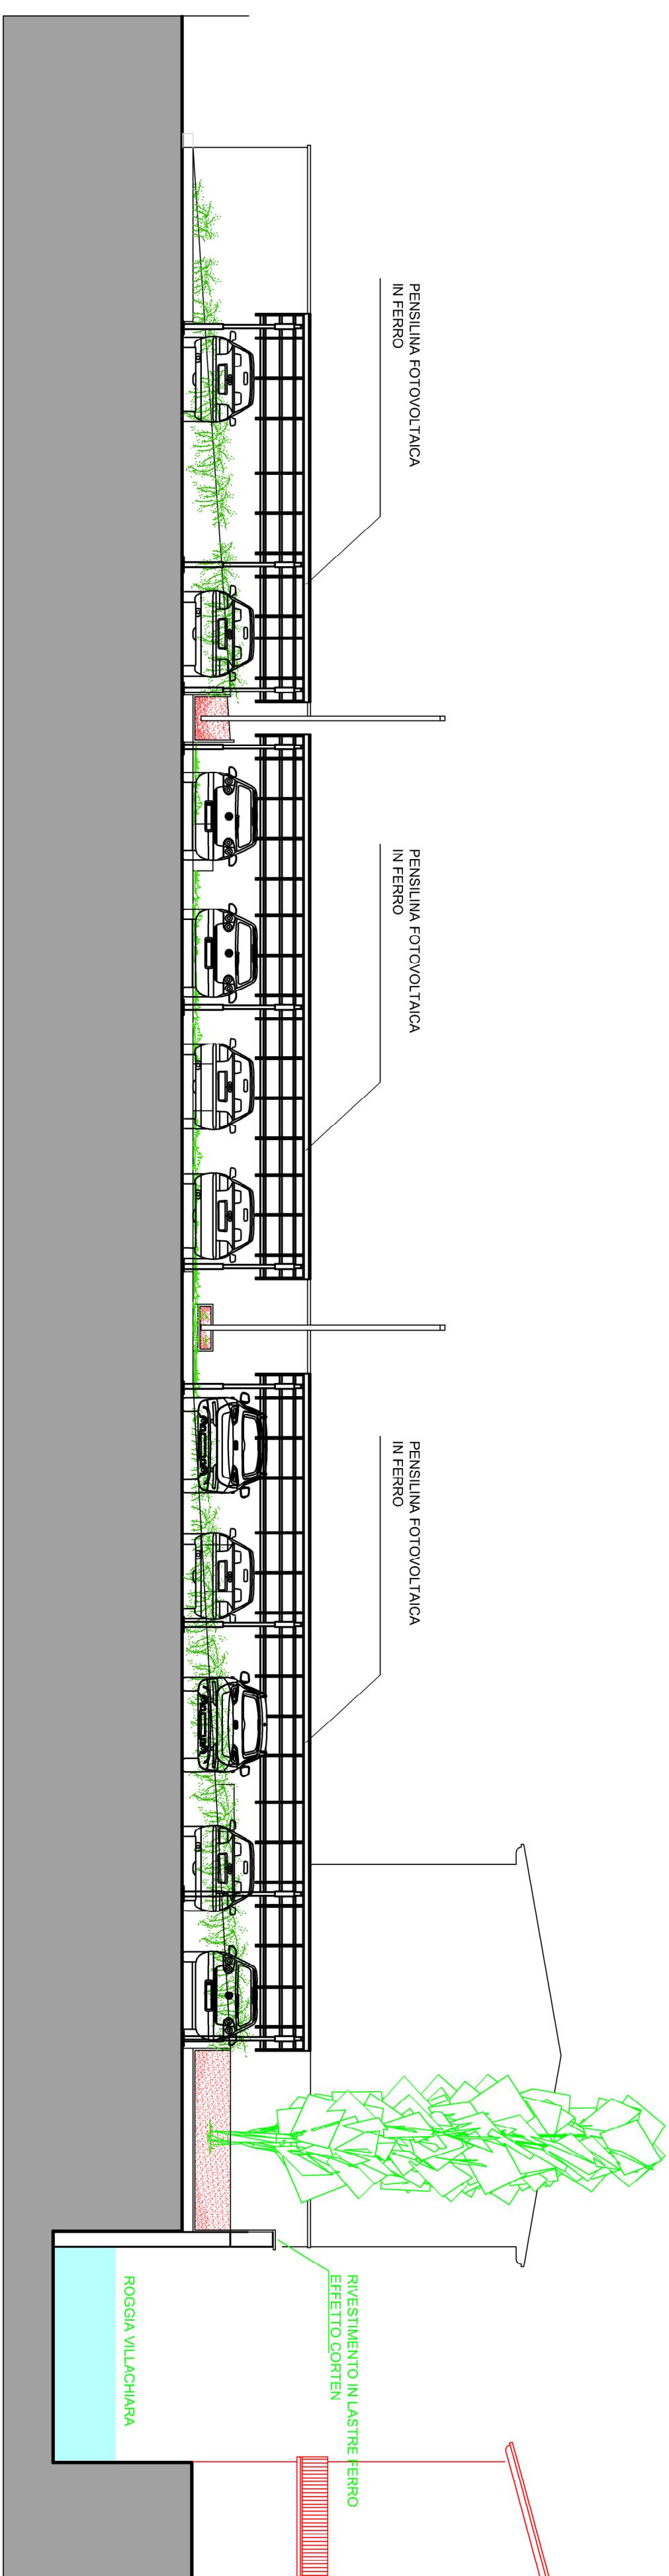 PENSILINA FOTOVOLTAICA
IN FERRO
PENSILINA FOTOVOLTAICA
IN FERRO
PENSILINA FOTOVOLTAICA
IN FERRO
RIVESTIMENTO IN LASTRE FERRO
EFFETTO CORTEN
ROGGIA VILLACHIARA